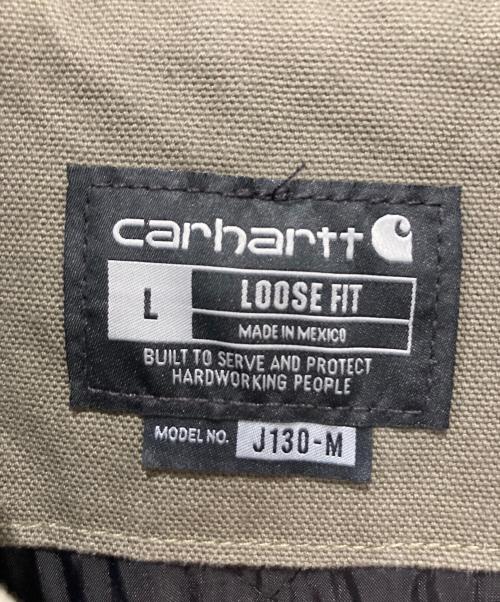 carhartt
L
LOOSE FIT
MADE IN MEXICO
BUILT TO SERVE AND PROTECT
HARDWORKING PEOPLE
MODEL NO. J130-M